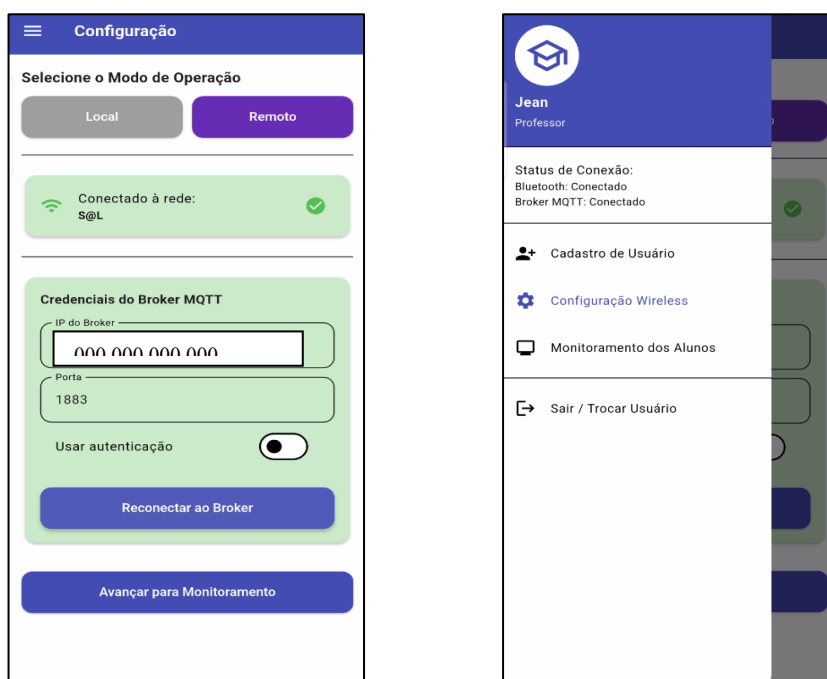 Configuração
Selecione o Modo de Operação
Local
Remoto
Conectado à rede:
S@L
Credenciais do Broker MQTT
IP do Broker
000 000 000 000
Porta
1883
Usar autenticação
Reconectar ao Broker
Avançar para Monitoramento
Jean
Professor
Status de Conexão:
Bluetooth: Conectado
Broker MQTT: Conectado
Cadastro de Usuário
Configuração Wireless
Monitoramento dos Alunos
Sair / Trocar Usuário